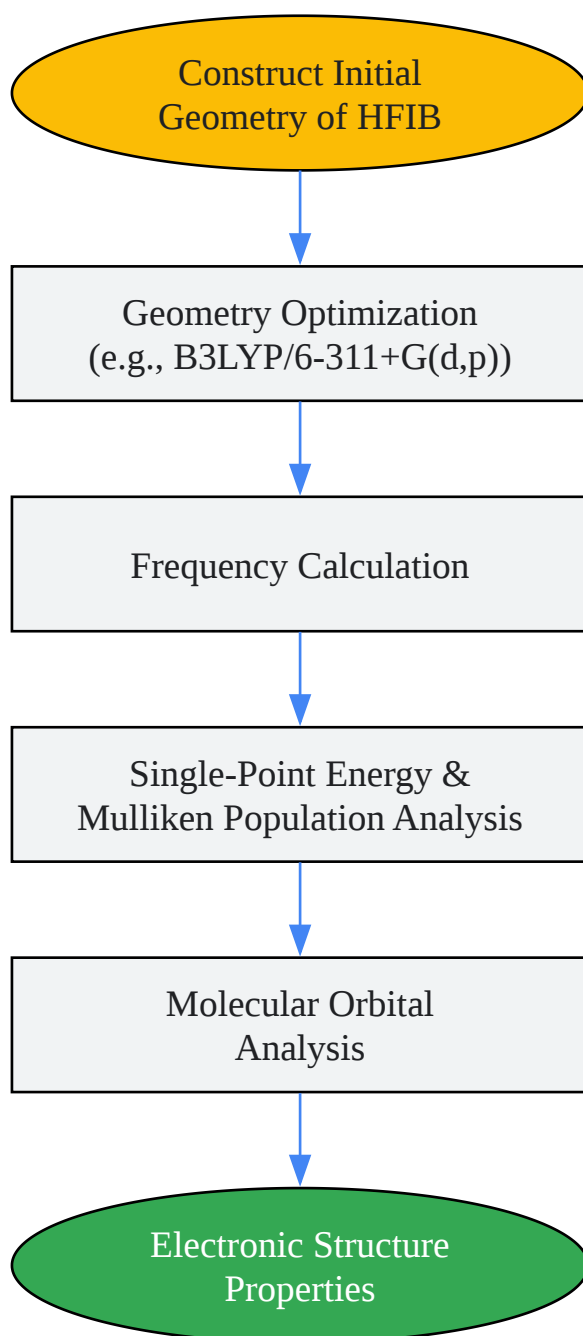 Construct Initial
Geometry of HFIB
Geometry Optimization
(e.g., B3LYP/6-311+G(d,p))
Frequency Calculation
Single-Point Energy &
Mulliken Population Analysis
Molecular Orbital
Analysis
Electronic Structure
Properties